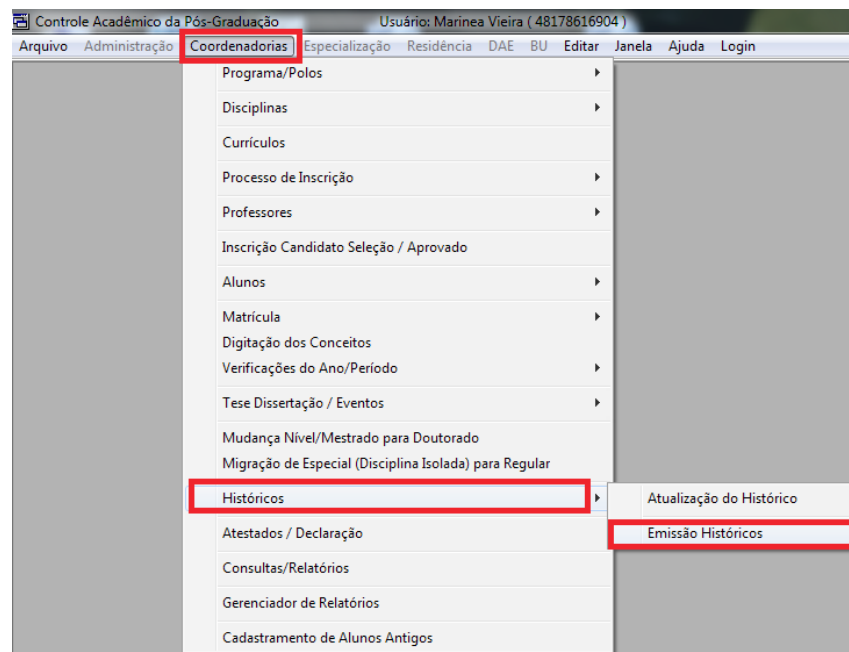 Controle Acadêmico da Pós-Graduação Usuário: Marinea Vieira ( 48178616904 )
Arquivo Administração Coordenadorias Especialização Residência DAE BU Editar Janela Ajuda Login
Programa/Polos
Disciplinas
Currículos
Processo de Inscrição
Professores
Inscrição Candidato Seleção / Aprovado
Alunos
Matrícula
Digitação dos Conceitos
Verificações do Ano/Período
Tese Dissertação / Eventos
Mudança Nível/Mestrado para Doutorado
Migração de Especial (Disciplina Isolada) para Regular
Históricos
Atualização do Histórico
Atestados / Declaração
Emissão Históricos
Consultas/Relatórios
Gerenciador de Relatórios
Cadastramento de Alunos Antigos